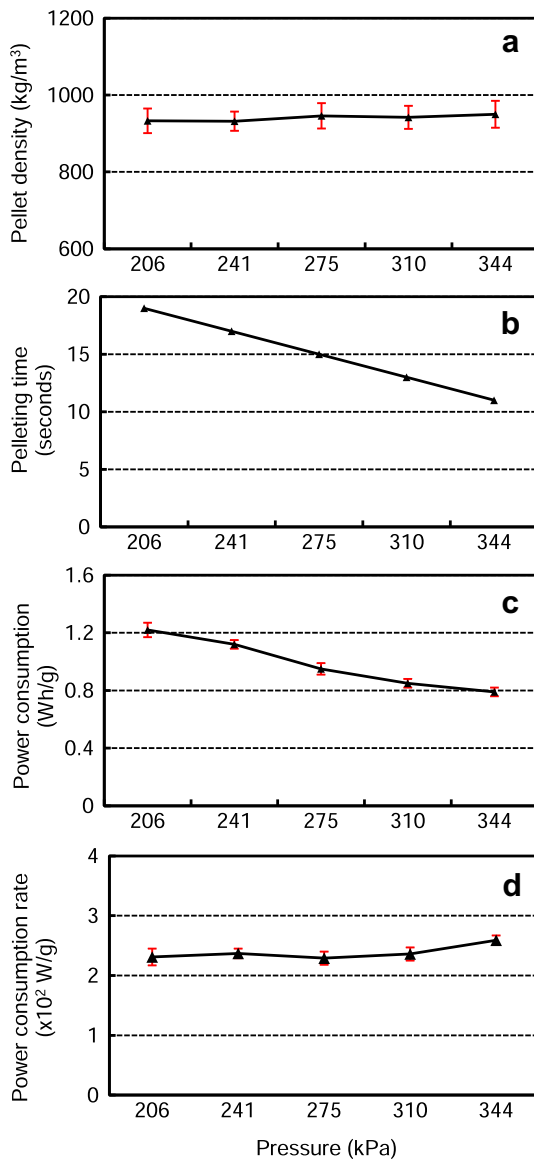 1200
a
1000
800
600
Pellet density (kg/m³)
206 241 275 310 344
20
b
15
10
5
0
Pelleting time
(seconds)
206 241 275 310 344
1.6
c
1.2
0.8
0.4
0
Power consumption
(Wh/g)
206 241 275 310 344
4
d
3
2
1
0
Power consumption rate
(x10² W/g)
206 241 275 310 344
Pressure (kPa)